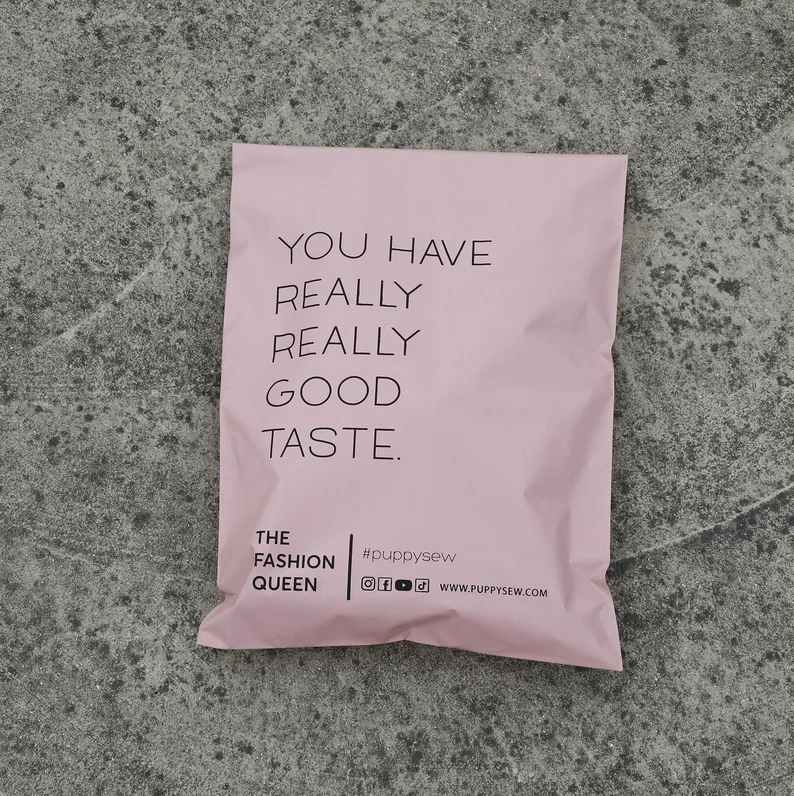 YOU HAVE
REALLY
REALLY
GOOD
TASTE.
THE
FASHION
QUEEN
#puppysew
WWW.PUPPYSEW.COM